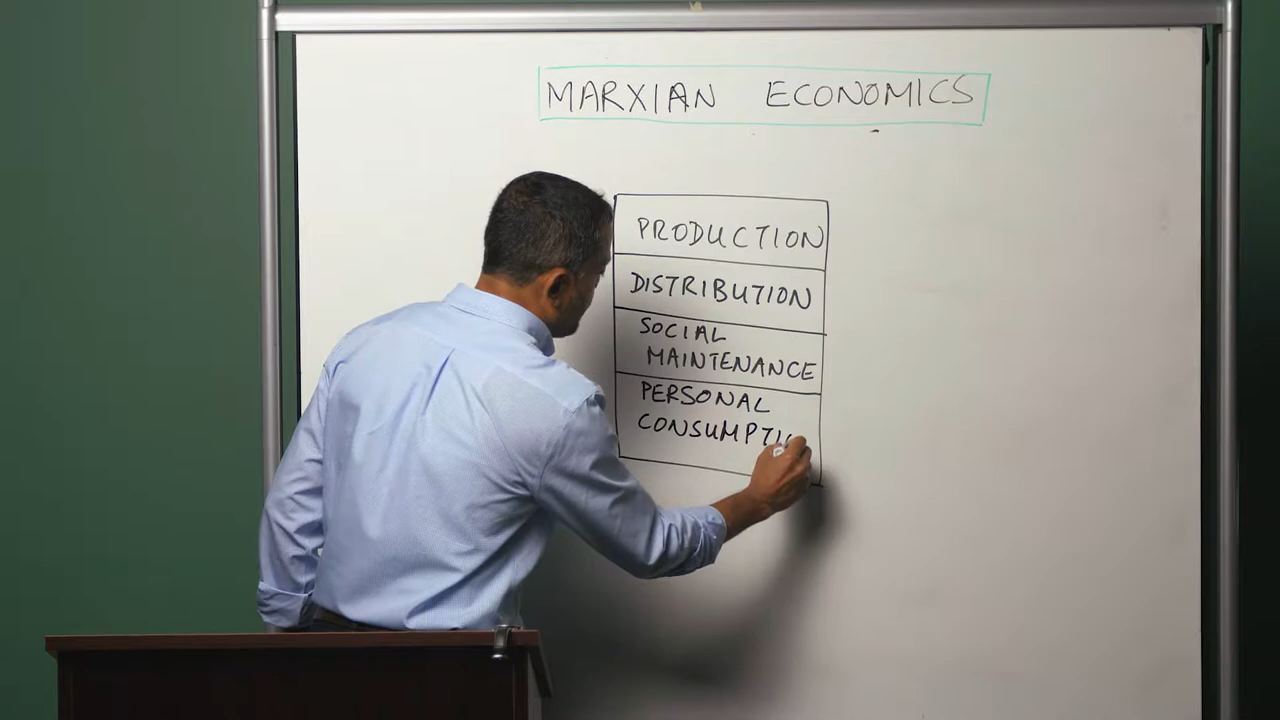 MARXIAN ECONOMICS
PRODUCTION
DISTRIBUTION
SOCIAL
MAINTENANCE
PERSONAL